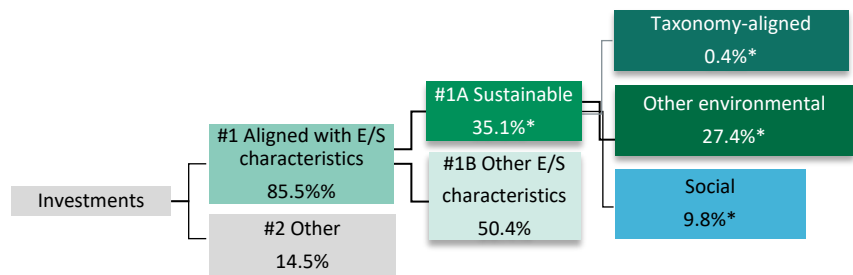 Investments
#1 Aligned with E/S
characteristics
85.5%%
#2 Other
14.5%
#1A Sustainable
35.1%*
#1B Other E/S
characteristics
50.4%
Taxonomy-aligned
0.4%*
Other environmental
27.4%*
Social
9.8%*